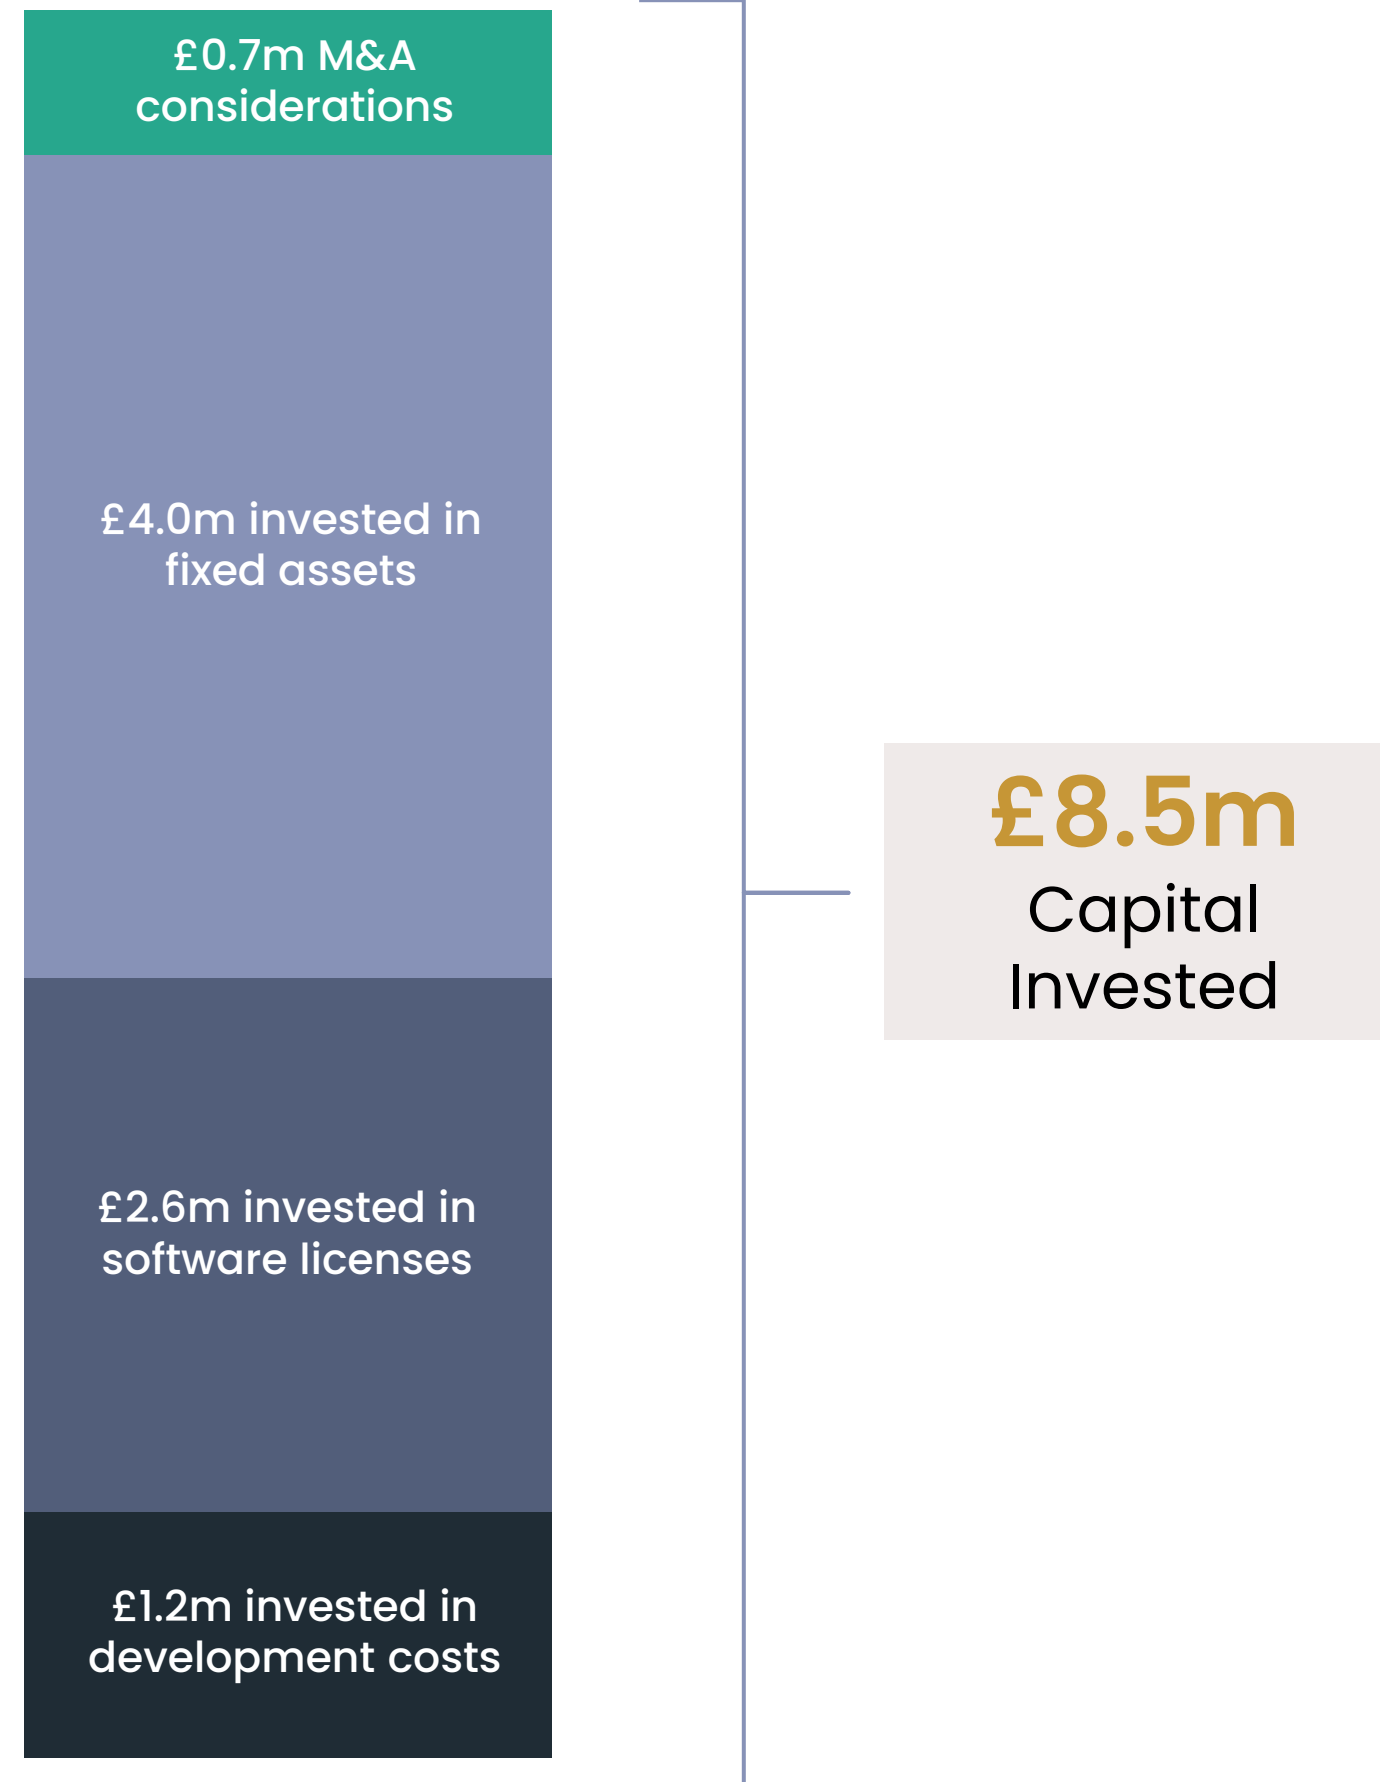 £0.7m M&A
considerations
£4.0m invested in
fixed assets
£8.5m
Capital
Invested
£2.6m invested in
software licenses
£1.2m invested in
development costs